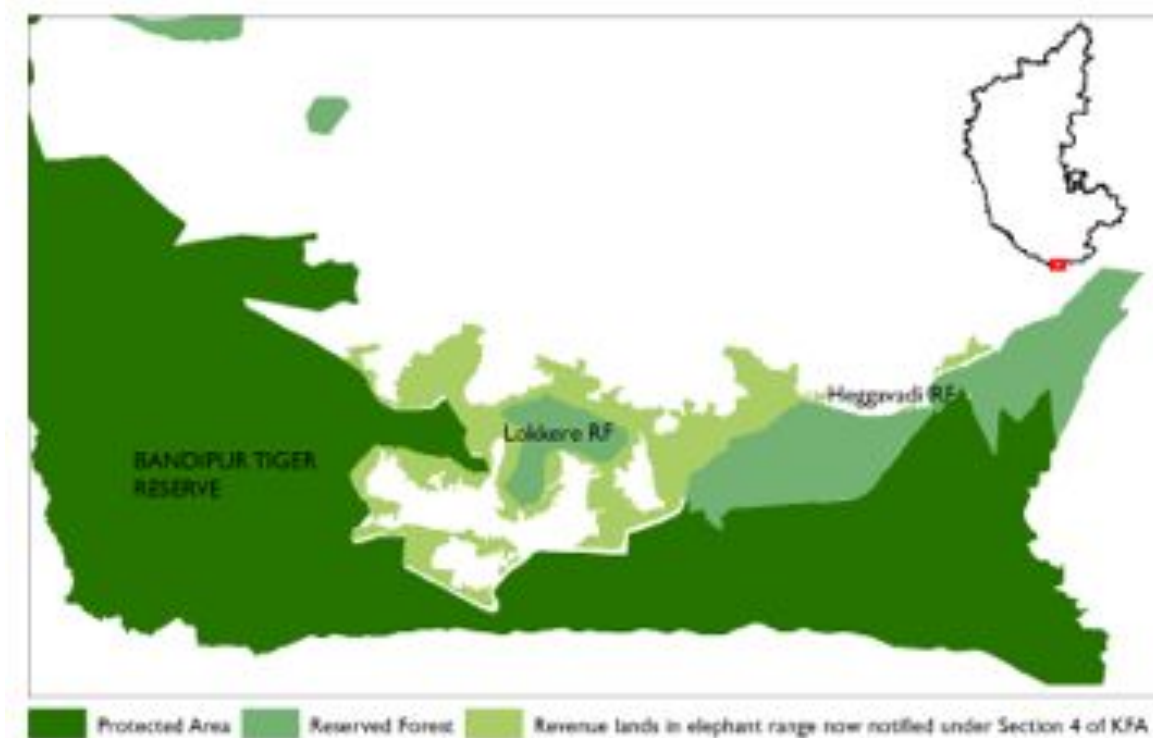 Heggavadi RF
Lokkere RF
BANDIPUR TIGER
RESERVE
Protected Area
Reserved Forest
Revenue lands in elephant range now notified under Section 4 of KFA